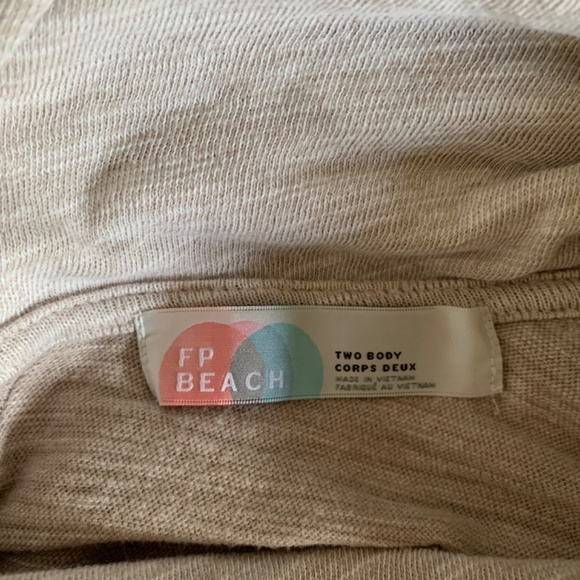 FP
BEACH
TWO BODY
CORPS DEUX
MADE IN VIETNAM
FABRIQUÉ AU VIETNAM